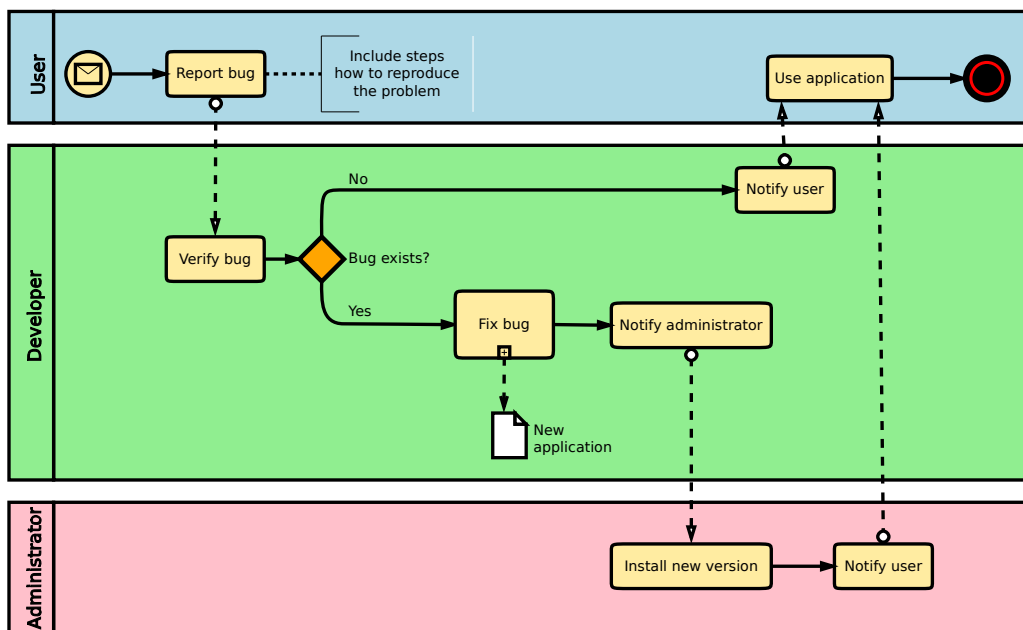 User
Report bug
Include steps
how to reproduce
the problem
Use application
Developer
No
Notify user
Verify bug
Bug exists?
Yes
Fix bug
Notify administrator
New
application
Administrator
Install new version
Notify user